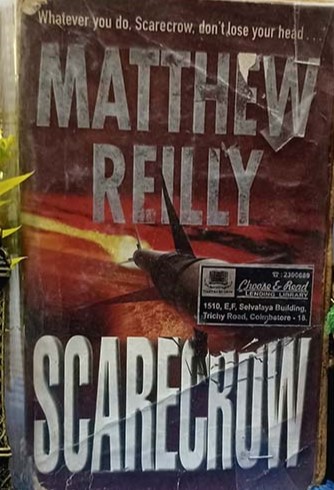 Whatever you do, Scarecrow, don't lose your head . . .
MATTHEW
REILLY
☎: 2300689
Choose & Read
LENDING LIBRARY
1510, E,F, Selvalaya Building,
Trichy Road, Coimbatore - 18.
SCARECROW